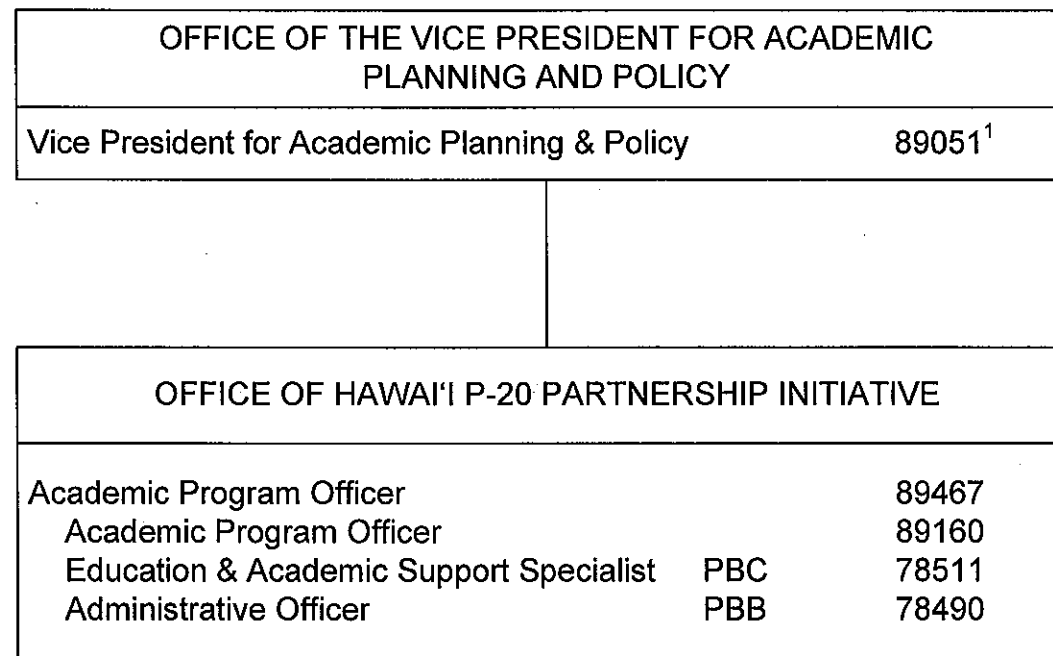 OFFICE OF THE VICE PRESIDENT FOR ACADEMIC
PLANNING AND POLICY
Vice President for Academic Planning & Policy 89051¹
OFFICE OF HAWAI‘I P-20 PARTNERSHIP INITIATIVE
Academic Program Officer 89467
Academic Program Officer 89160
Education & Academic Support Specialist PBC 78511
Administrative Officer PBB 78490